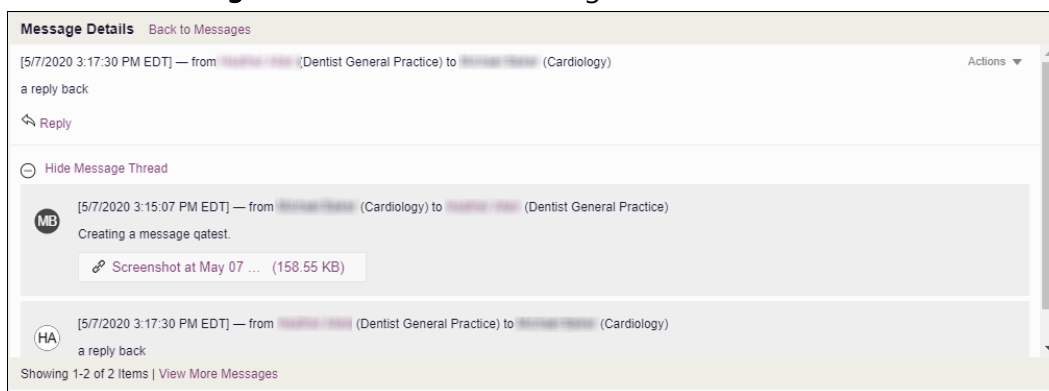 Message Details Back to Messages
[5/7/2020 3:17:30 PM EDT] — from (Dentist General Practice) to (Cardiology) Actions
a reply back
Reply
Hide Message Thread
MB [5/7/2020 3:15:07 PM EDT] — from (Cardiology) to (Dentist General Practice)
Creating a message qatest.
Screenshot at May 07 ... (158.55 KB)
HA [5/7/2020 3:17:30 PM EDT] — from (Dentist General Practice) to (Cardiology)
a reply back
Showing 1-2 of 2 Items | View More Messages